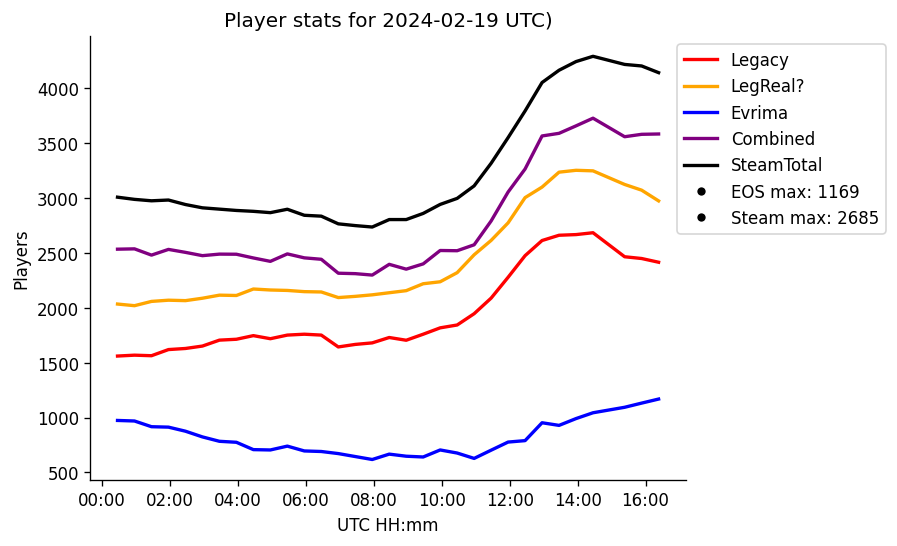 Player stats for 2024-02-19 UTC)
Players
4000
3500
3000
2500
2000
1500
1000
500
00:00 02:00 04:00 06:00 08:00 10:00 12:00 14:00 16:00
UTC HH:mm
Legacy
LegReal?
Evrima
Combined
SteamTotal
EOS max: 1169
Steam max: 2685